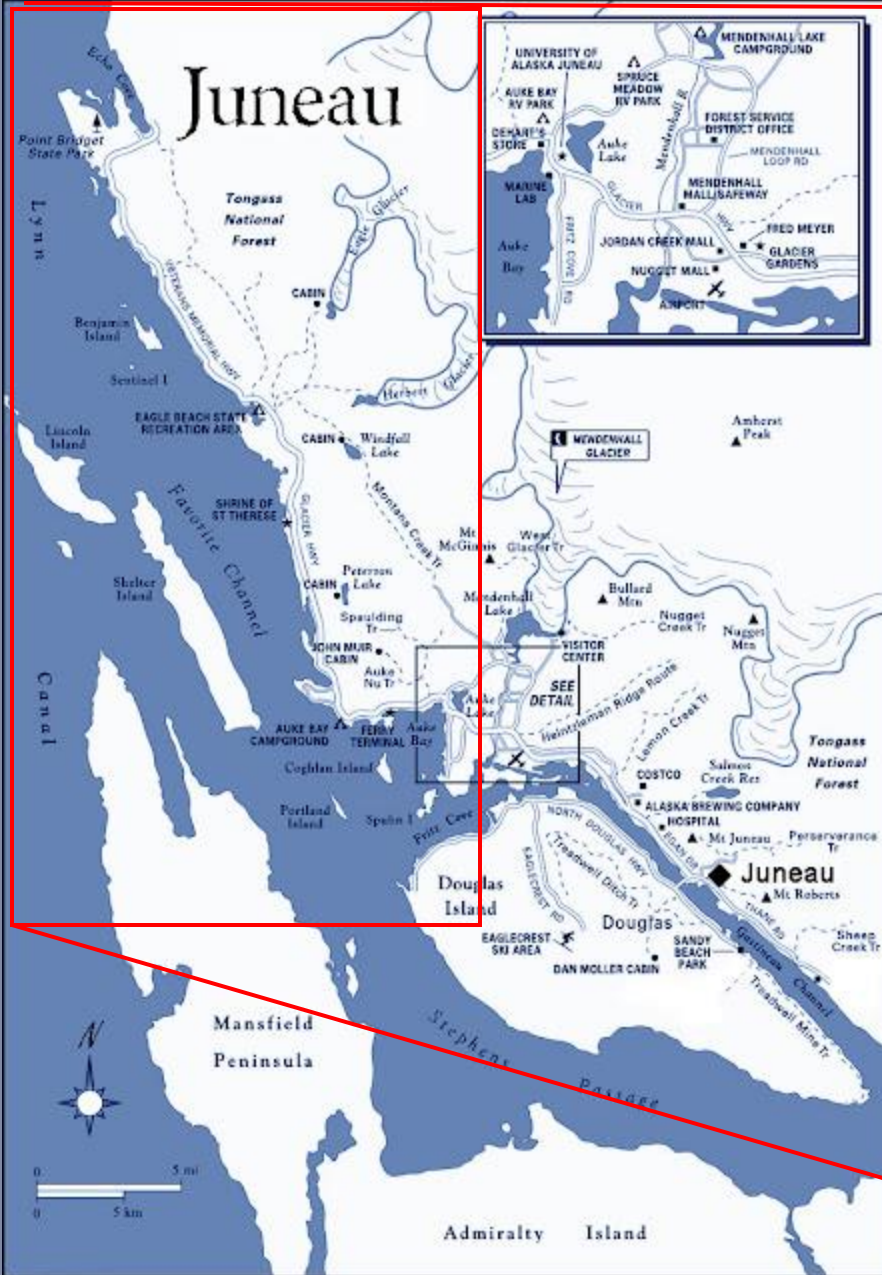 Juneau
Echo Cove
Point Bridget
State Park
Lynn
Canal
Tongass
National
Forest
Eagle Glacier
VETERANS MEMORIAL HWY
CABIN
Benjamin
Island
Sentinel I
Herbert Glacier
EAGLE BEACH STATE
RECREATION AREA
Lincoln
Island
CABIN
Windfall
Lake
Favorite Channel
SHRINE OF
ST THERESE
GLACIER HWY
Montana Creek Tr
Shelter
Island
CABIN
Peterson
Lake
Spaulding
Tr
JOHN MUIR
CABIN
Auke
Nu Tr
AUKE BAY
CAMPGROUND
FERRY
TERMINAL
Auke
Bay
Auke
Lake
Coghlan Island
Portland
Island
Spuhn I
Fritz Cove
Douglas
Island
UNIVERSITY OF
ALASKA JUNEAU
MENDENHALL LAKE
CAMPGROUND
SPRUCE
MEADOW
RV PARK
AUKE BAY
RV PARK
Mendenhall R
FOREST SERVICE
DISTRICT OFFICE
DEHART'S
STORE
Auke
Lake
MENDENHALL
LOOP RD
MARINE
LAB
GLACIER
HWY
MENDENHALL
MALL/SAFEWAY
FRED MEYER
Auke
Bay
FRITZ COVE RD
JORDAN CREEK MALL
GLACIER
GARDENS
NUGGET MALL
AIRPORT
Amherst
Peak
MENDENHALL
GLACIER
Mt
McGinnis
West
Glacier Tr
Mendenhall
Lake
Bullard
Mtn
Nugget
Creek Tr
Nugget
Mtn
VISITOR
CENTER
SEE
DETAIL
Heintzleman Ridge Route
Lemon Creek Tr
Tongass
National
Forest
Salmon
Creek Res
COSTCO
ALASKA BREWING COMPANY
HOSPITAL
Mt Juneau
Perserverance
Tr
EGAN DR
NORTH DOUGLAS HWY
Treadwell Ditch Tr
EAGLECREST RD
Juneau
Mt Roberts
THANE RD
Douglas
Sheep
Creek Tr
EAGLECREST
SKI AREA
SANDY
BEACH
PARK
DAN MOLLER CABIN
Gastineau Channel
Treadwell Mine Tr
Mansfield
Peninsula
Stephens Passage
N
0 5 mi
0 5 km
Admiralty Island